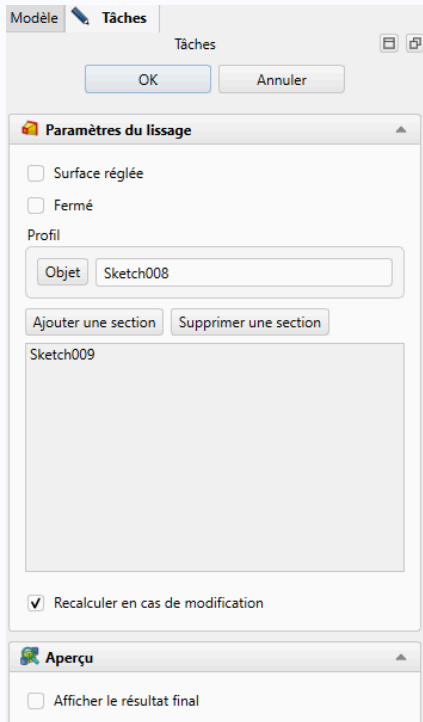 Modèle Tâches
Tâches
OK Annuler
Paramètres du lissage
Surface réglée
Fermé
Profil
Objet Sketch008
Ajouter une section Supprimer une section
Sketch009
Recalculer en cas de modification
Aperçu
Afficher le résultat final